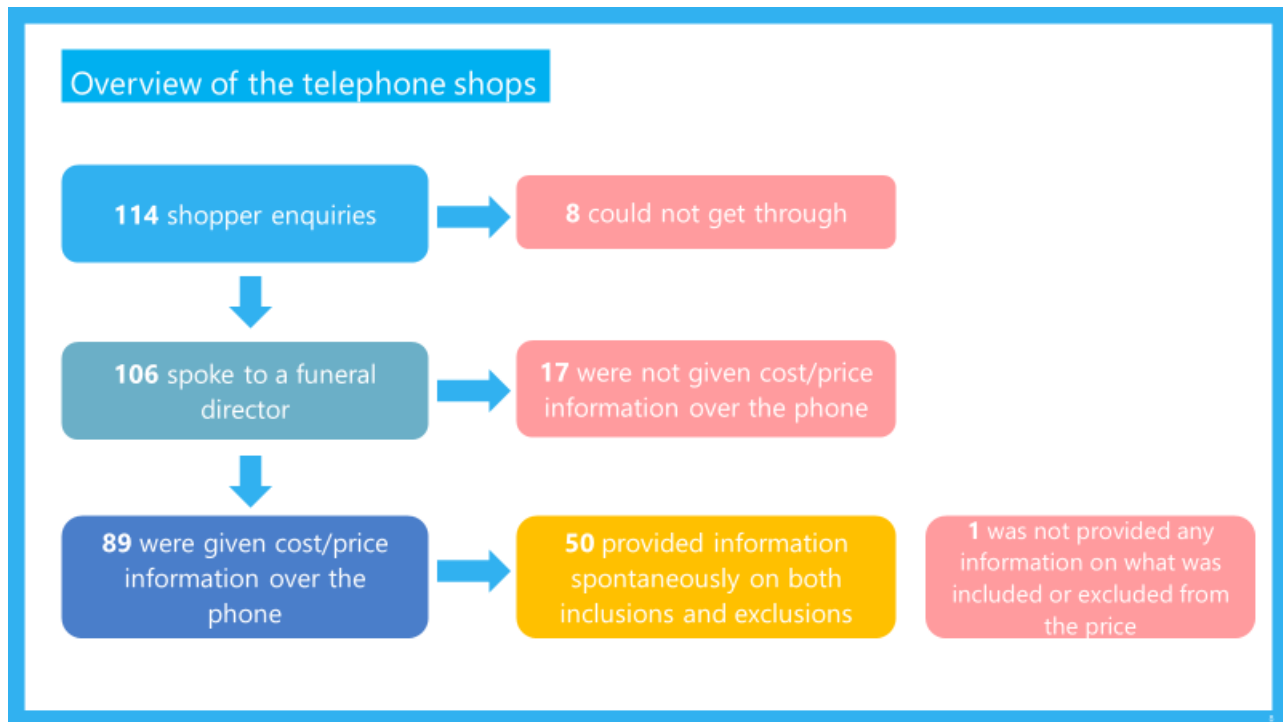 Overview of the telephone shops
114 shopper enquiries
8 could not get through
106 spoke to a funeral
director
17 were not given cost/price
information over the phone
89 were given cost/price
information over the
phone
50 provided information
spontaneously on both
inclusions and exclusions
1 was not provided any
information on what was
included or excluded from
the price